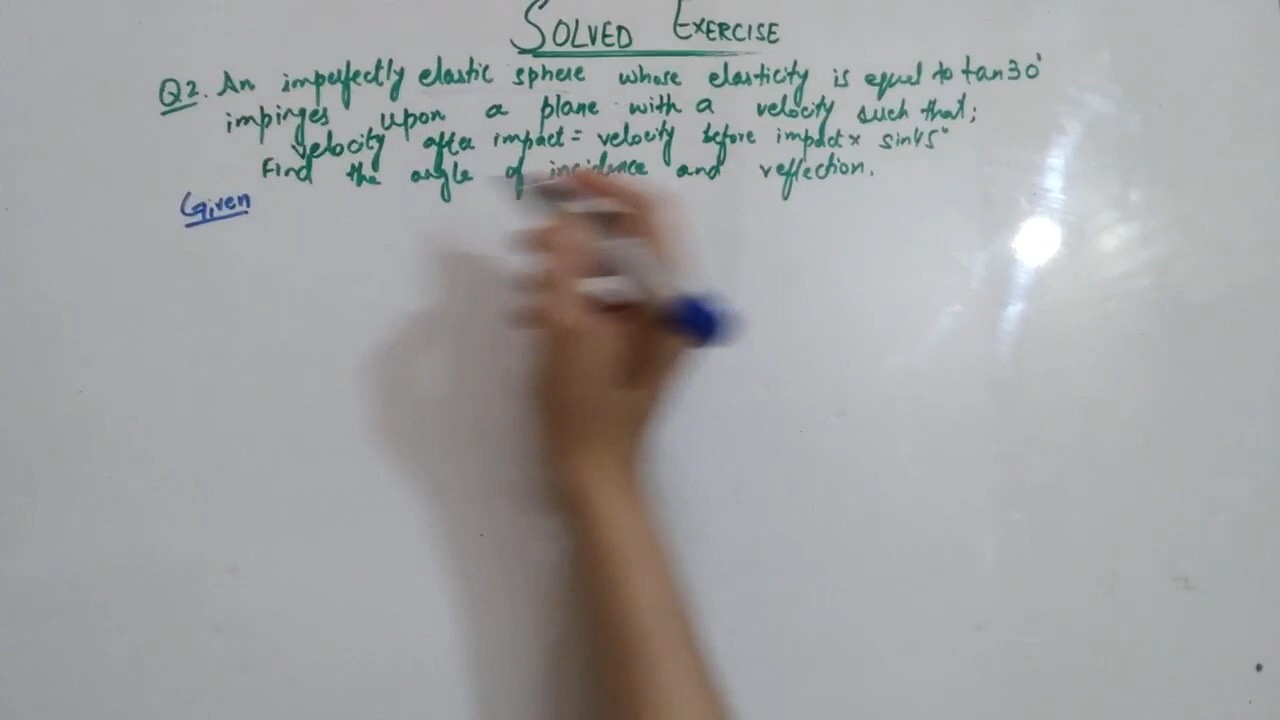 SOLVED EXERCISE
Q2. An imperfectly elastic sphere whose elasticity is equal to tan30°
impinges upon a plane with a velocity such that;
velocity after impact = velocity before impact x sin45°
Find the angle of incidence and reflection.
Given